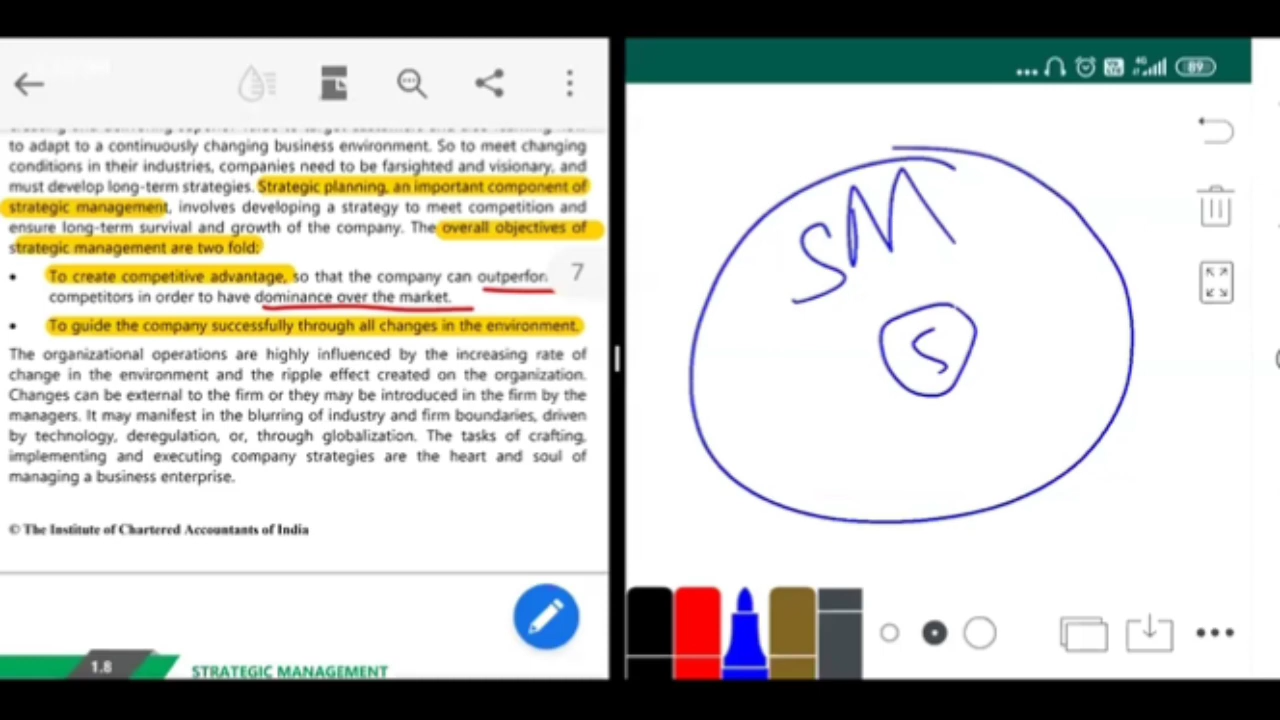 to adapt to a continuously changing business environment. So to meet changing
conditions in their industries, companies need to be farsighted and visionary, and
must develop long-term strategies. Strategic planning, an important component of
strategic management, involves developing a strategy to meet competition and
ensure long-term survival and growth of the company. The overall objectives of
strategic management are two fold:
• To create competitive advantage, so that the company can outperfor
competitors in order to have dominance over the market.
• To guide the company successfully through all changes in the environment.
The organizational operations are highly influenced by the increasing rate of
change in the environment and the ripple effect created on the organization.
Changes can be external to the firm or they may be introduced in the firm by the
managers. It may manifest in the blurring of industry and firm boundaries, driven
by technology, deregulation, or, through globalization. The tasks of crafting,
implementing and executing company strategies are the heart and soul of
managing a business enterprise.
© The Institute of Chartered Accountants of India
1.8 STRATEGIC MANAGEMENT
7
4G 89
SM
S